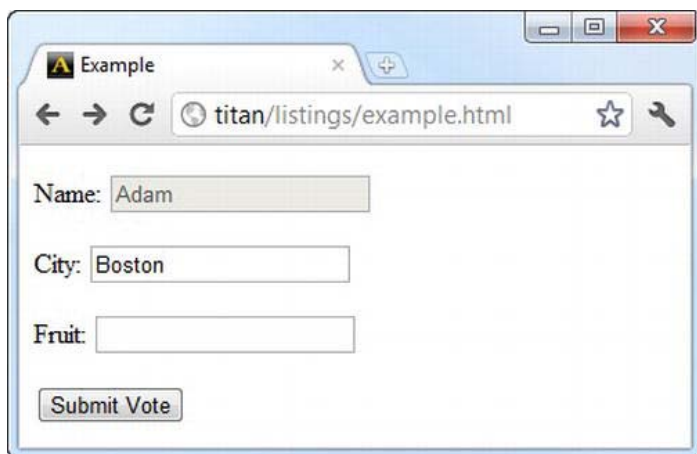 Example
titan/listings/example.html
Name: Adam
City: Boston
Fruit:
Submit Vote